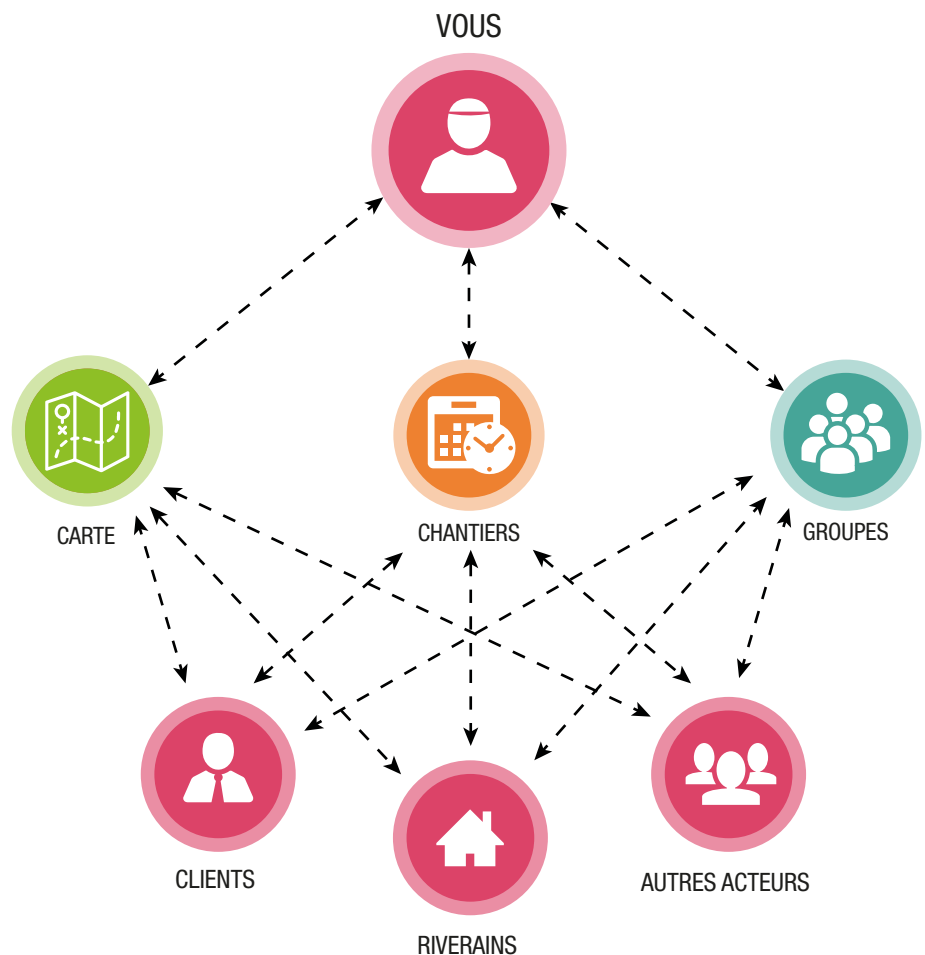 VOUS
CARTE
CHANTIERS
GROUPES
CLIENTS
RIVERAINS
AUTRES ACTEURS